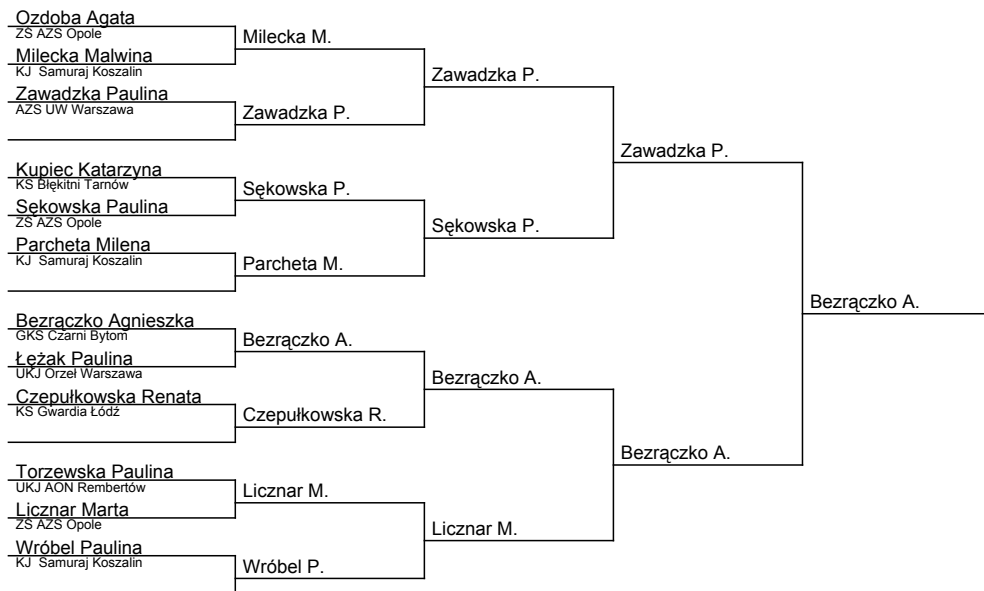 Ozdoba Agata
ZS AZS Opole
Milecka M.
Milecka Malwina
KJ Samuraj Koszalin
Zawadzka P.
Zawadzka Paulina
AZS UW Warszawa
Zawadzka P.
Zawadzka P.
Kupiec Katarzyna
KS Błękitni Tarnów
Sękowska P.
Sękowska Paulina
ZS AZS Opole
Sękowska P.
Parcheta Milena
KJ Samuraj Koszalin
Parcheta M.
Bezrączko A.
Bezrączko Agnieszka
GKS Czarni Bytom
Bezrączko A.
Łężak Paulina
UKJ Orzeł Warszawa
Bezrączko A.
Czepułkowska Renata
KS Gwardia Łódź
Czepułkowska R.
Bezrączko A.
Torzewska Paulina
UKJ AON Rembertów
Licznar M.
Licznar Marta
ZS AZS Opole
Licznar M.
Wróbel Paulina
KJ Samuraj Koszalin
Wróbel P.